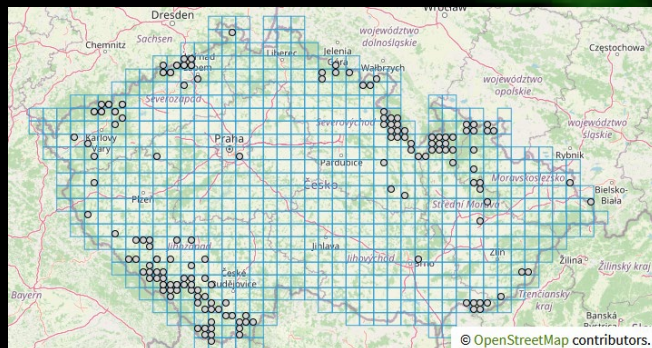 Dresden
Wrocław
Chemnitz
Sachsen
województwo
dolnośląskie
Częstochowa
Liberec
Jelenia
Góra
Wałbrzych
województwo
opolskie
Severozápad
Severovýchod
województwo
śląskie
Karlovy
Vary
Praha
Rybnik
Pardubice
Česko
Moravskoslezsko
Bielsko-
Biała
Plzeň
Střední Morava
Jihozápad
Jihlava
Jihovýchod
Brno
Zlín
Žilina
Žilinský kraj
České
Budějovice
Bayern
Trenčiansky
kraj
Banská
© OpenStreetMap contributors.